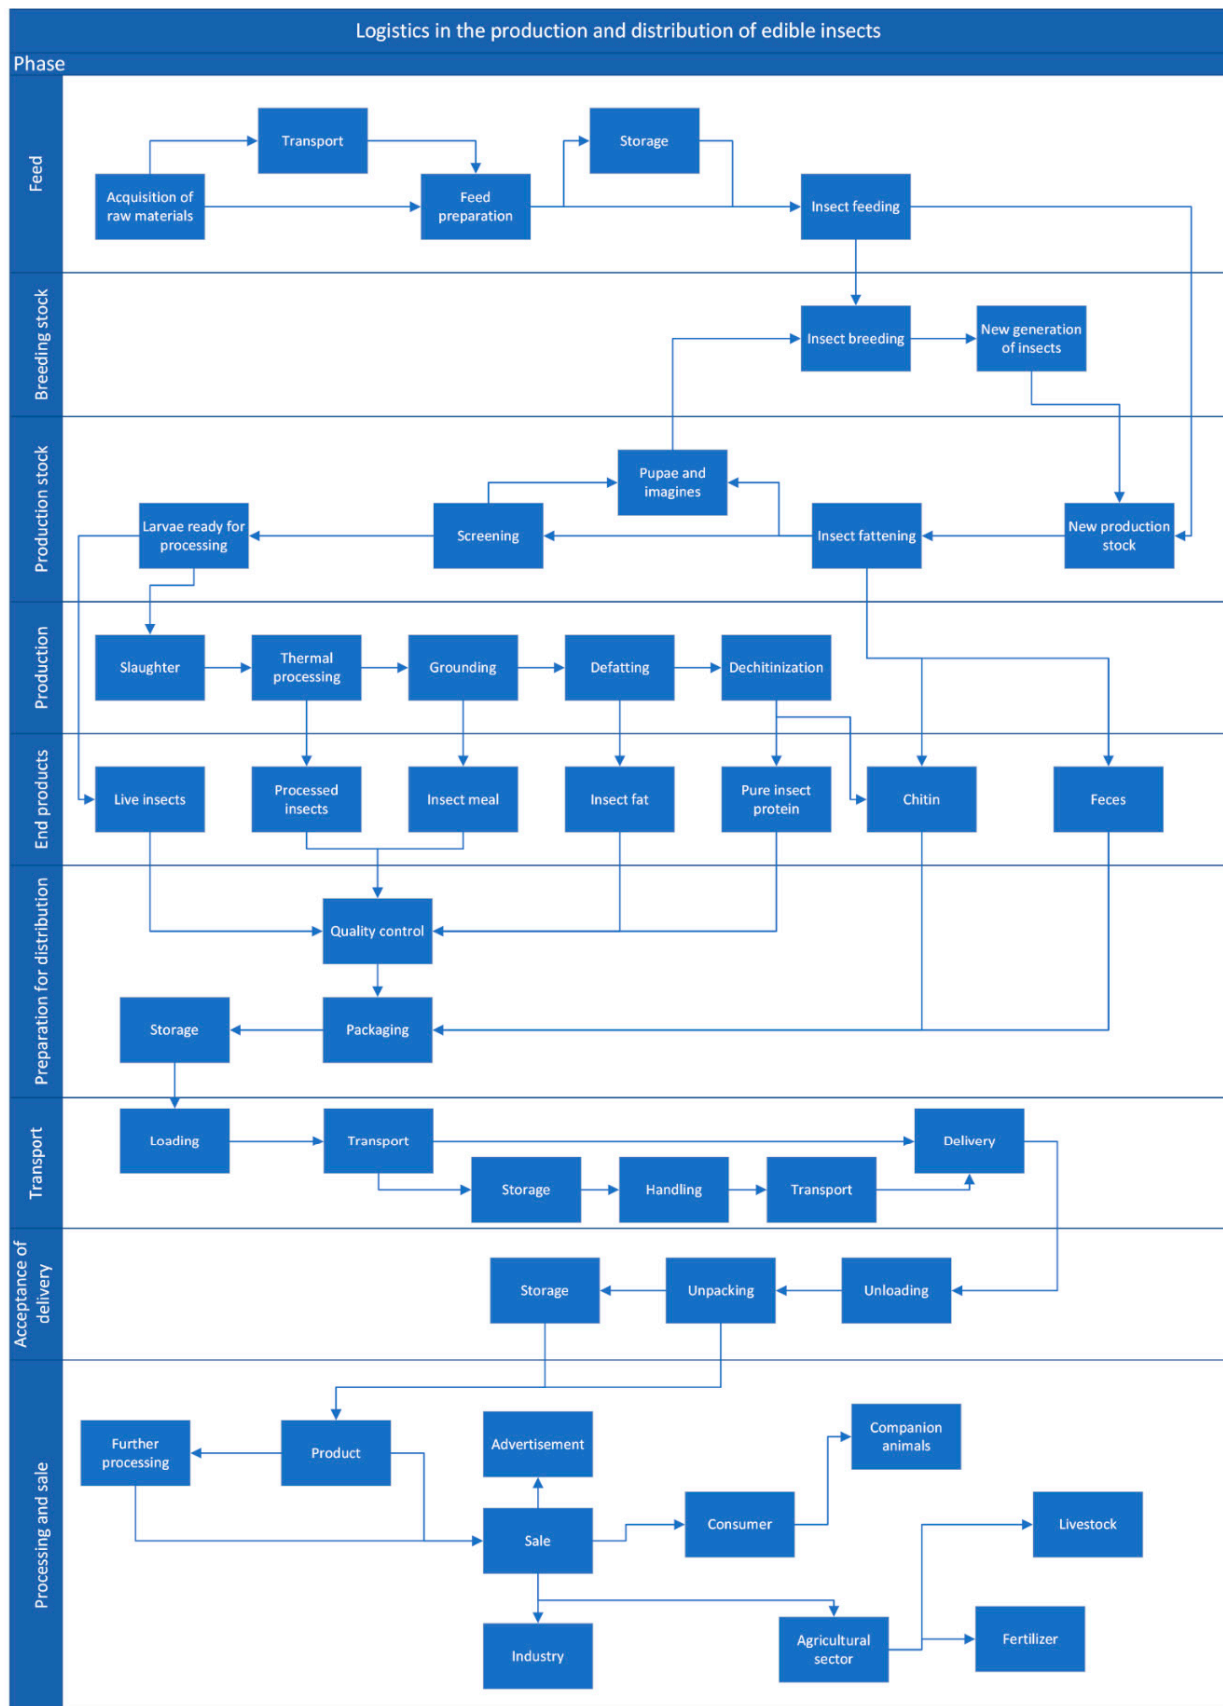 Logistics in the production and distribution of edible insects
Phase
Feed
Transport
Storage
Acquisition of
raw materials
Feed
preparation
Insect feeding
Breeding stock
Insect breeding
New generation
of insects
Production stock
Pupae and
imagines
Larvae ready for
processing
Screening
Insect fattening
New production
stock
Production
Slaughter
Thermal
processing
Grounding
Defatting
Dechitinization
End products
Live insects
Processed
insects
Insect meal
Insect fat
Pure insect
protein
Chitin
Feces
Preparation for distribution
Quality control
Storage
Packaging
Transport
Loading
Transport
Delivery
Storage
Handling
Transport
Acceptance of
delivery
Storage
Unpacking
Unloading
Processing and sale
Further
processing
Product
Advertisement
Companion
animals
Sale
Consumer
Livestock
Industry
Agricultural
sector
Fertilizer